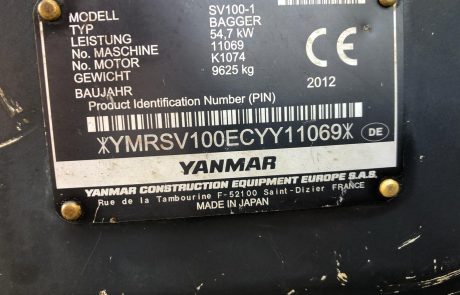 MODELL SV100-1
TYP BAGGER
LEISTUNG 54,7 kW
No. MASCHINE 11069
No. MOTOR K1074
GEWICHT 9625 kg
BAUJAHR 2012
CE
Product Identification Number (PIN)
YMRSV100ECYY11069
DE
YANMAR
YANMAR CONSTRUCTION EQUIPMENT EUROPE S.A.S.
Rue de la Tambourine F-52100 Saint-Dizier FRANCE
MADE IN JAPAN